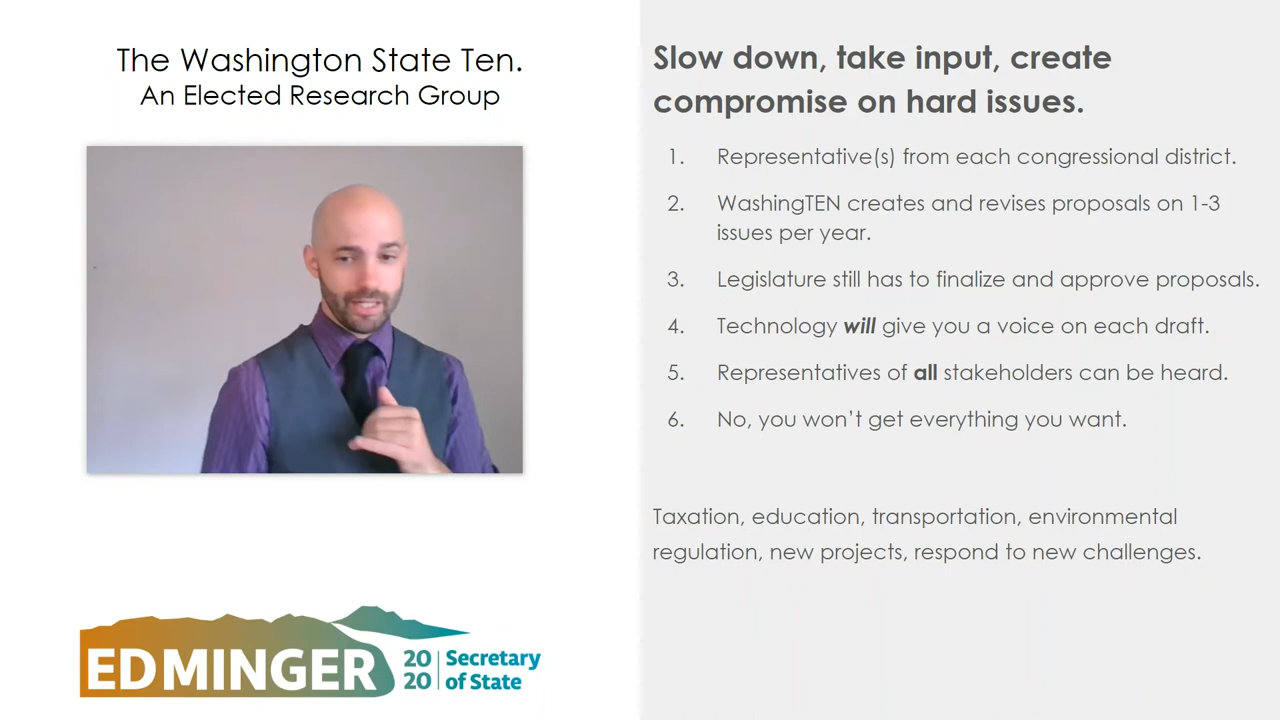 The Washington State Ten.
An Elected Research Group
Slow down, take input, create
compromise on hard issues.
1. Representative(s) from each congressional district.
2. WashingTEN creates and revises proposals on 1-3
issues per year.
3. Legislature still has to finalize and approve proposals.
4. Technology will give you a voice on each draft.
5. Representatives of all stakeholders can be heard.
6. No, you won’t get everything you want.
Taxation, education, transportation, environmental
regulation, new projects, respond to new challenges.
ED MINGER
20
20
Secretary
of State